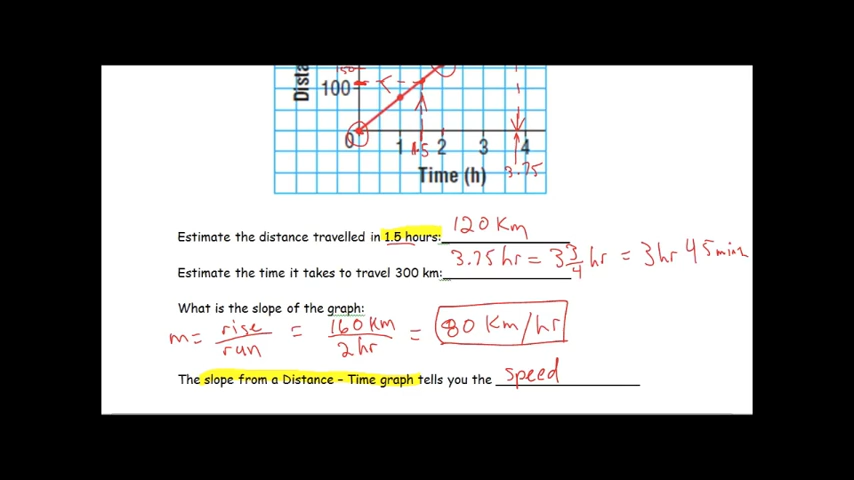 Dista
150
100
0 1 1.5 2 3 4
Time (h) 3.75
Estimate the distance travelled in 1.5 hours: 120 Km
3.75 hr = 3 3/4 hr = 3 hr 45 min
Estimate the time it takes to travel 300 km:
What is the slope of the graph:
m = rise/run = 160 Km/2 hr = 80 Km/hr
The slope from a Distance – Time graph tells you the speed